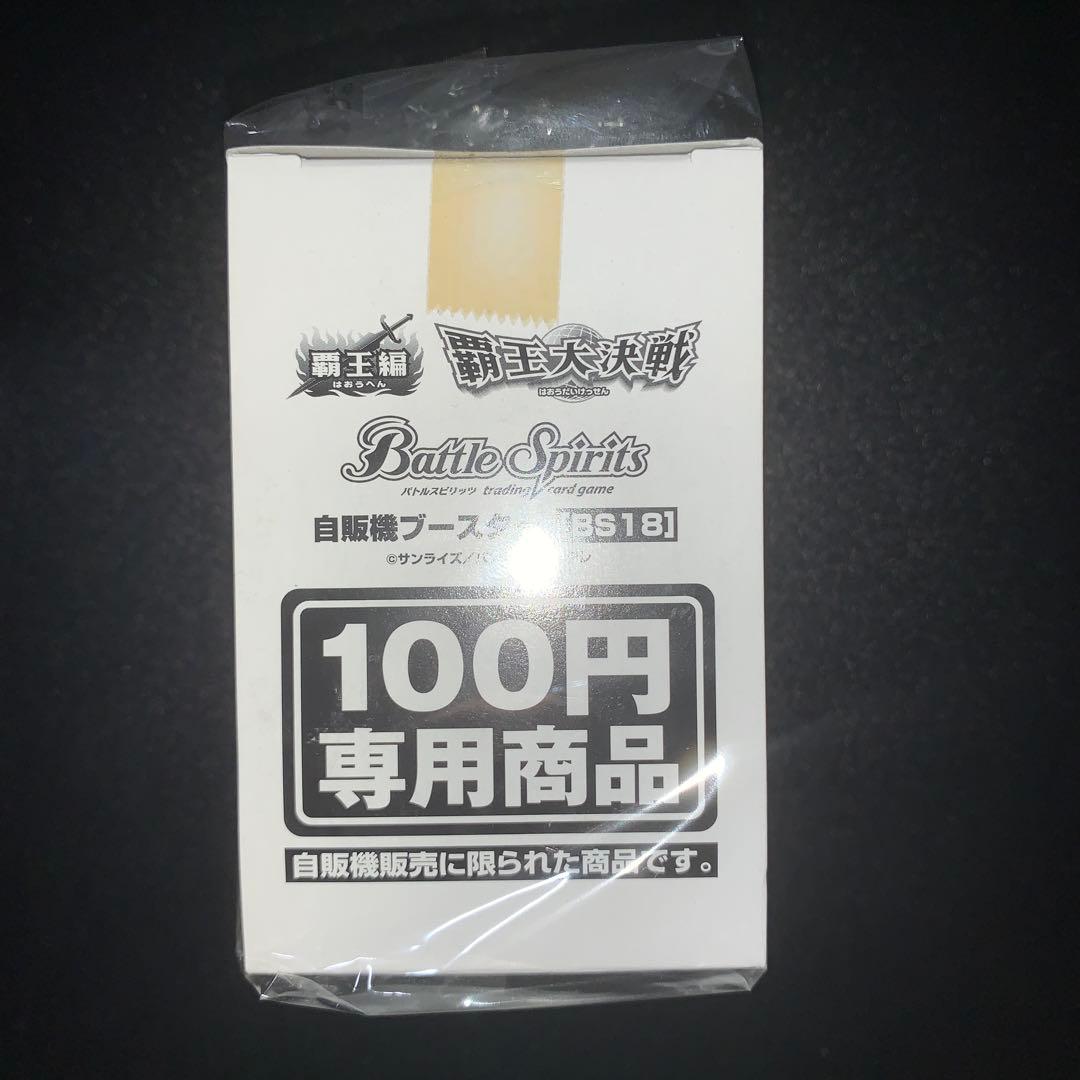 覇王編
はおうへん
覇王大決戦
はおうだいけっせん
Battle Spirits
バトルスピリッツ trading card game
自販機ブースター [BS18]
©サンライズ/バ
100円
専用商品
自販機販売に限られた商品です。